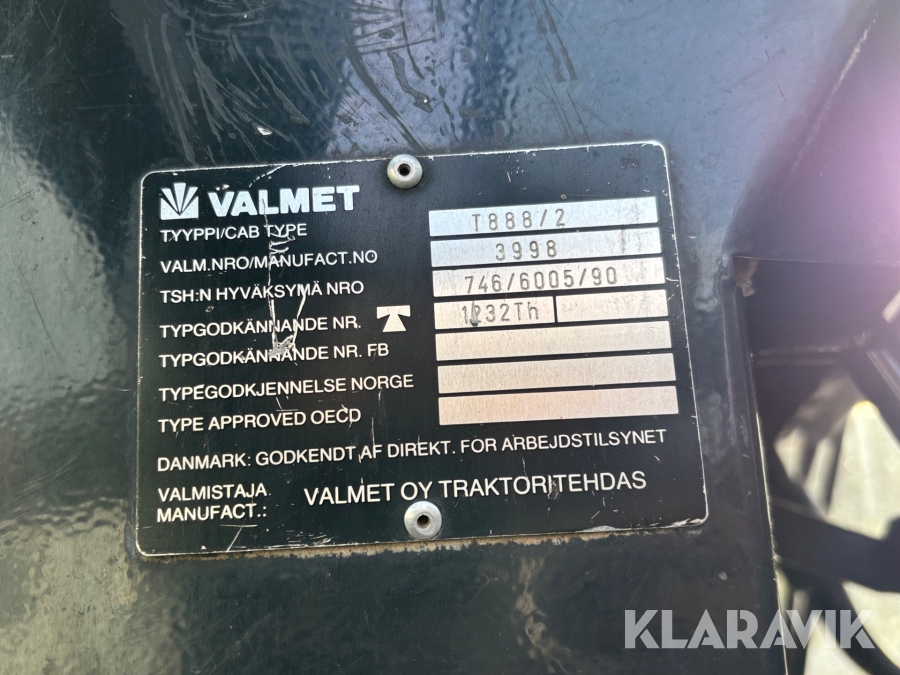 VALMET
TYYPPI/CAB TYPE T888/2
VALM.NRO/MANUFACT.NO 3998
TSH:N HYVÄKSYMÄ NRO 746/6005/90
TYPGODKÄNNANDE NR. T 1232Th
TYPGODKÄNNANDE NR. FB
TYPEGODKJENNELSE NORGE
TYPE APPROVED OECD
DANMARK: GODKENDT AF DIREKT. FOR ARBEJDSTILSYNET
VALMISTAJA
MANUFACT.: VALMET OY TRAKTORITEHDAS
KLARAVIK